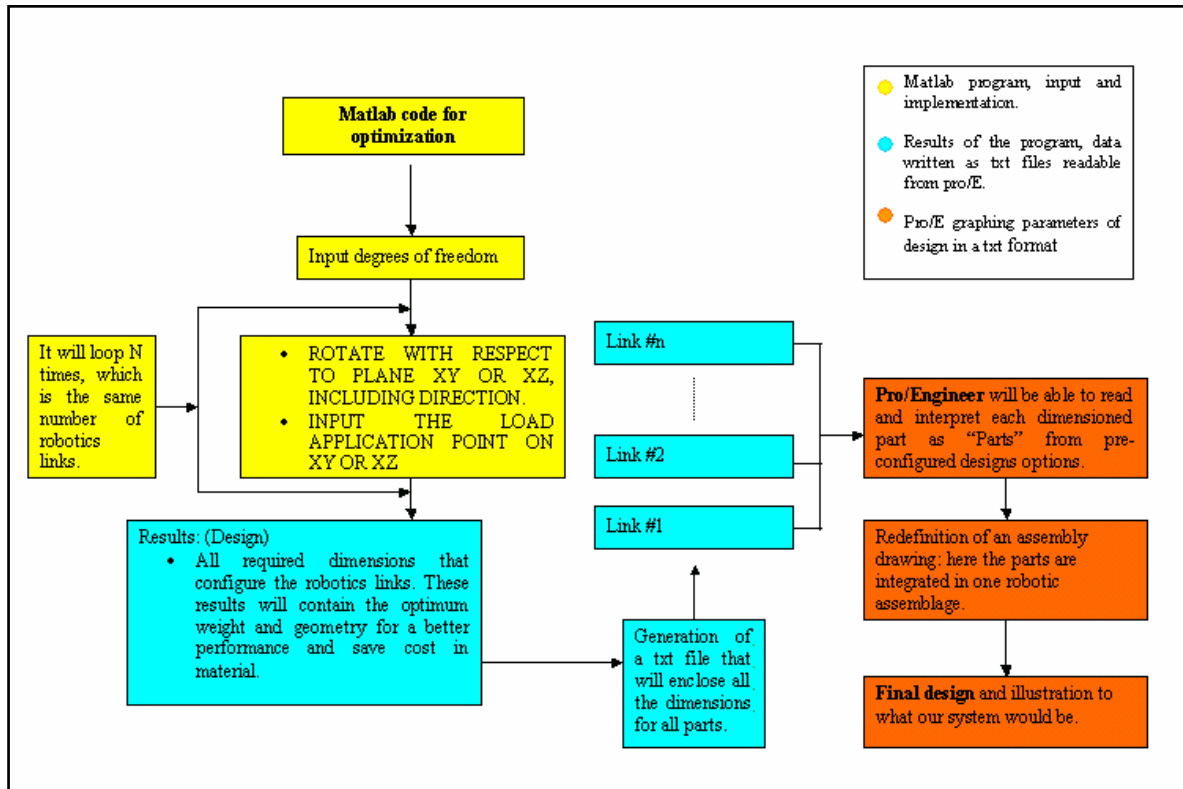 Matlab code for
optimization
Input degrees of freedom
It will loop N
times, which
is the same
number of
robotics
links.
• ROTATE WITH RESPECT
TO PLANE XY OR XZ,
INCLUDING DIRECTION.
• INPUT THE LOAD
APPLICATION POINT ON
XY OR XZ
Results: (Design)
• All required dimensions that
configure the robotics links. These
results will contain the optimum
weight and geometry for a better
performance and save cost in
material.
Generation of
a txt file that
will enclose all
the dimensions
for all parts.
Link #n
Link #2
Link #1
Matlab program, input and
implementation.
Results of the program, data
written as txt files readable
from pro/E.
Pro/E graphing parameters of
design in a txt format
Pro/Engineer will be able to read
and interpret each dimensioned
part as “Parts” from pre-
configured designs options.
Redefinition of an assembly
drawing: here the parts are
integrated in one robotic
assemblage.
Final design and illustration to
what our system would be.